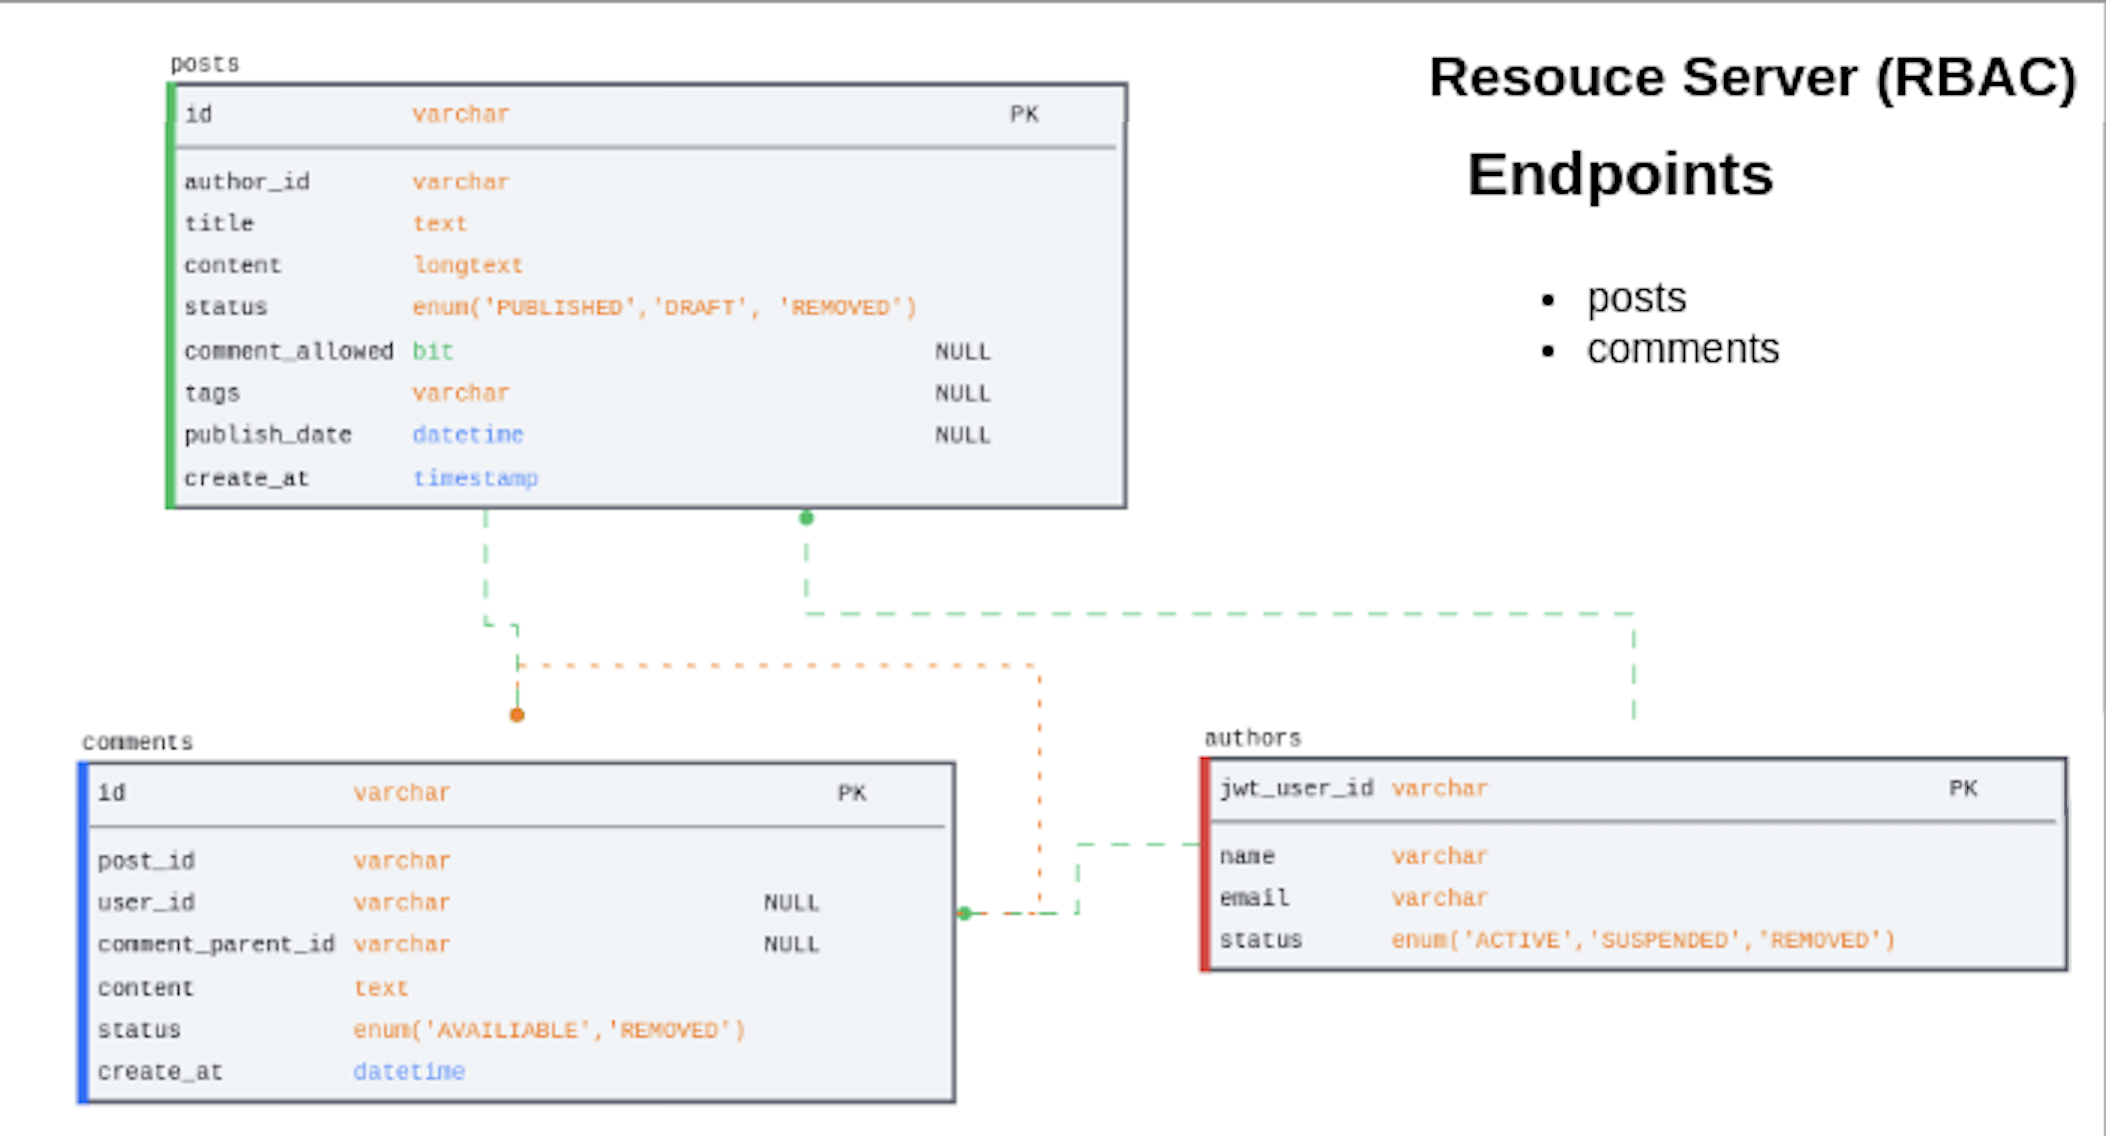 posts
id varchar PK
author_id varchar
title text
content longtext
status enum('PUBLISHED','DRAFT', 'REMOVED')
comment_allowed bit NULL
tags varchar NULL
publish_date datetime NULL
create_at timestamp
Resouce Server (RBAC)
Endpoints
• posts
• comments
comments
id varchar PK
post_id varchar
user_id varchar NULL
comment_parent_id varchar NULL
content text
status enum('AVAILIABLE','REMOVED')
create_at datetime
authors
jwt_user_id varchar PK
name varchar
email varchar
status enum('ACTIVE','SUSPENDED','REMOVED')